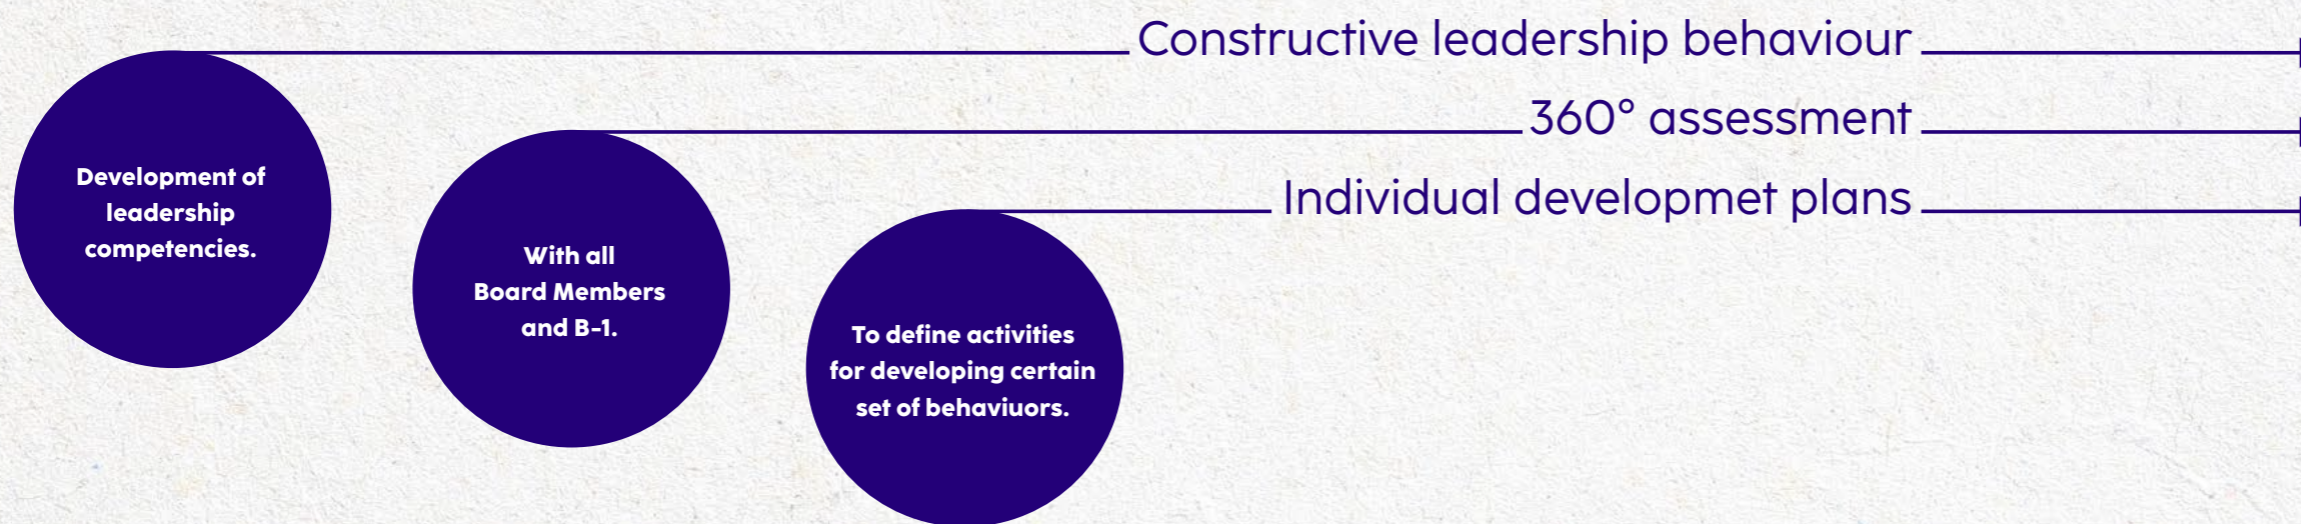 Constructive leadership behaviour
360° assessment
Individual developmet plans
Development of
leadership
competencies.
With all
Board Members
and B-1.
To define activities
for developing certain
set of behaviuors.